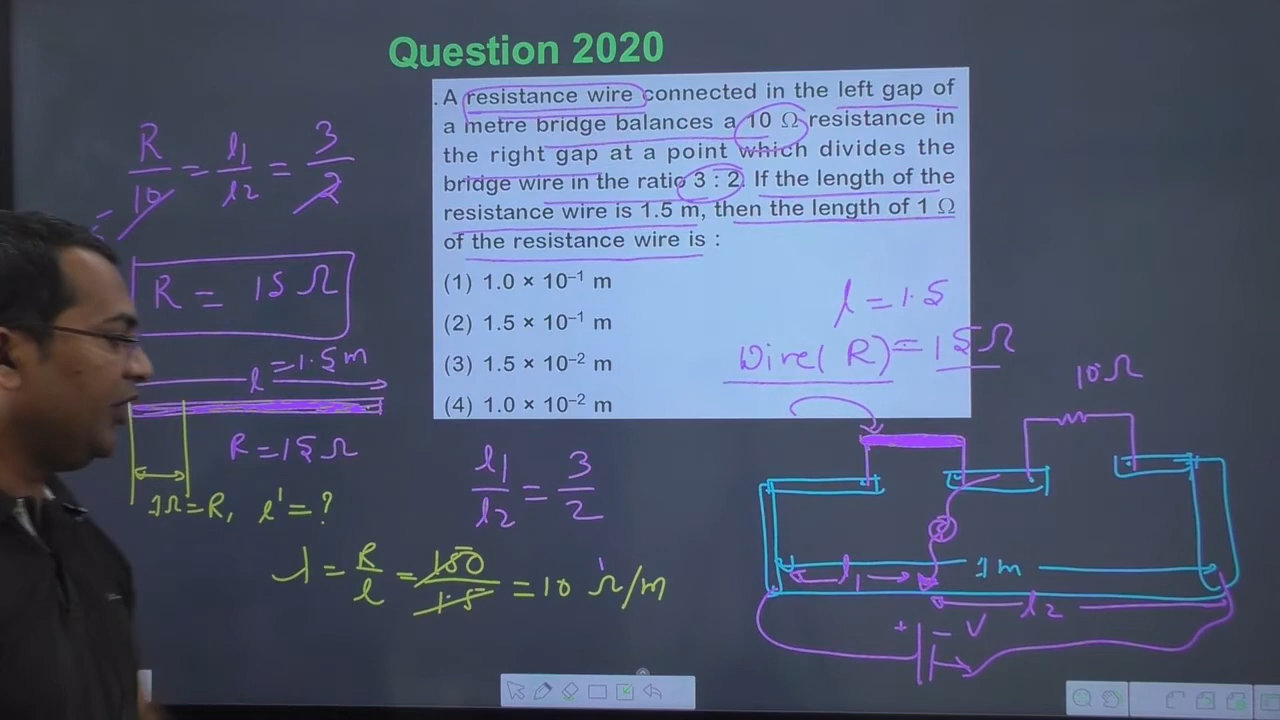 Question 2020
.A resistance wire connected in the left gap of
a metre bridge balances a 10 Ω resistance in
the right gap at a point which divides the
bridge wire in the ratio 3 : 2. If the length of the
resistance wire is 1.5 m, then the length of 1 Ω
of the resistance wire is :
(1) 1.0 × 10⁻¹ m
(2) 1.5 × 10⁻¹ m
(3) 1.5 × 10⁻² m
(4) 1.0 × 10⁻² m
R/10 = l1/l2 = 3/2
R = 15 Ω
l = 1.5 m
R = 15 Ω
1Ω = R, l' = ?
l1/l2 = 3/2
λ = R/l = 150/1.5 = 10 Ω/m
l = 1.5
Wire( R) = 15 Ω
10 Ω
1 m
l1
l2
+ - V